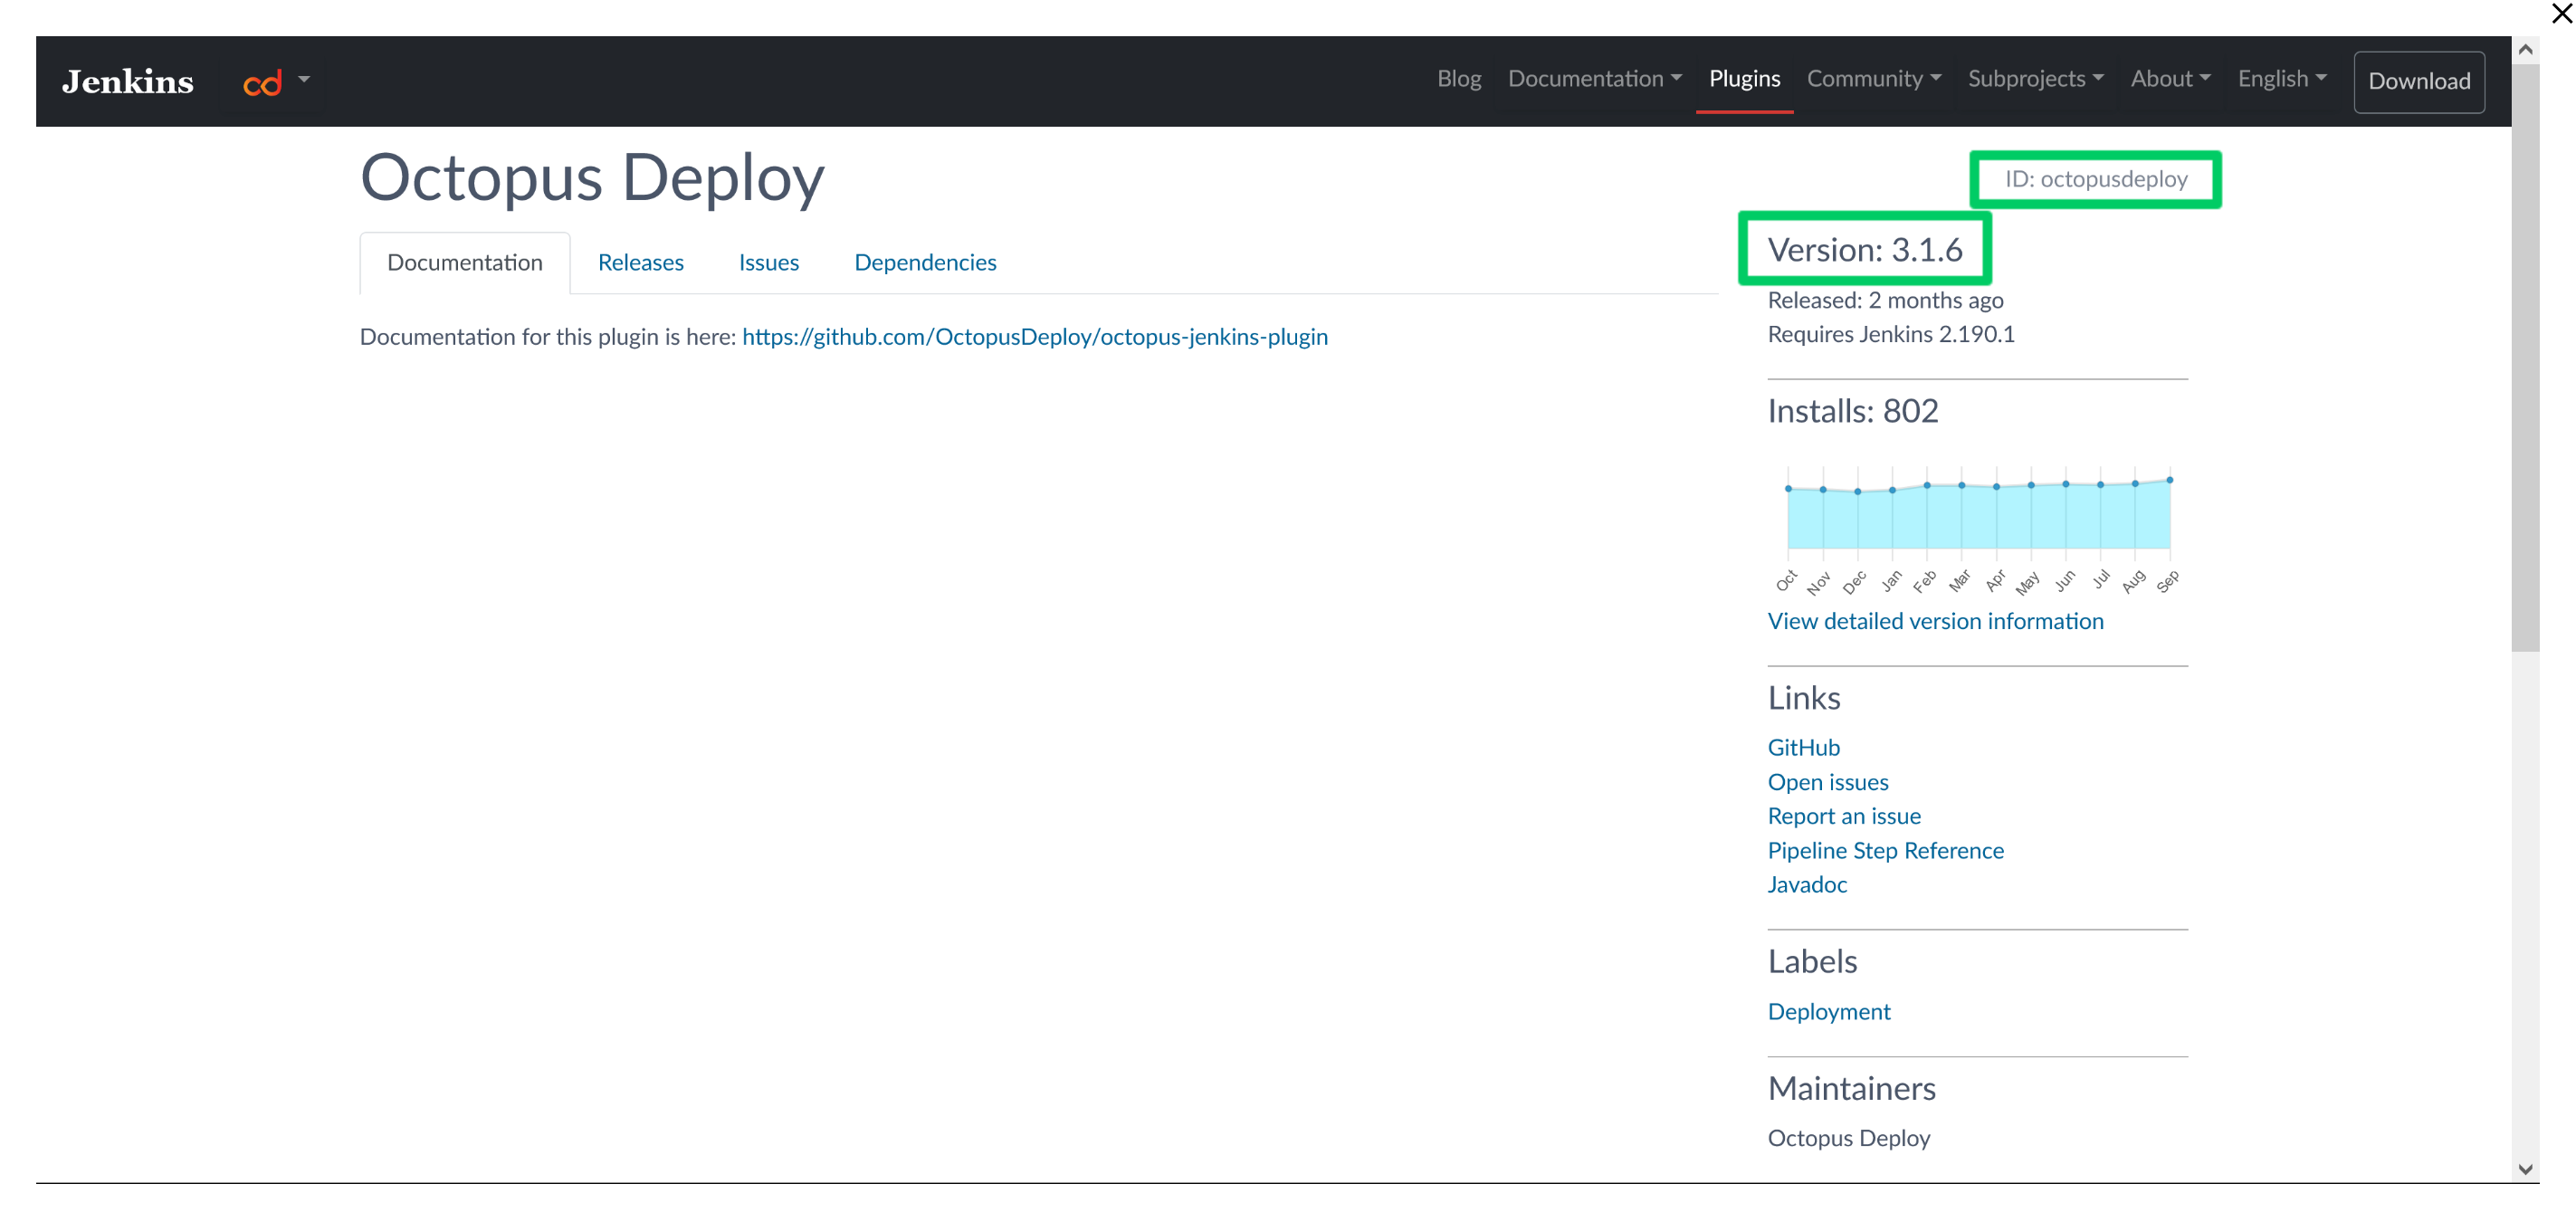 Jenkins
cd
Blog Documentation Plugins Community Subprojects About English Download
Octopus Deploy
ID: octopusdeploy
Documentation Releases Issues Dependencies
Documentation for this plugin is here: https://github.com/OctopusDeploy/octopus-jenkins-plugin
Version: 3.1.6
Released: 2 months ago
Requires Jenkins 2.190.1
Installs: 802
Oct Nov Dec Jan Feb Mar Apr May Jun Jul Aug Sep
View detailed version information
Links
GitHub
Open issues
Report an issue
Pipeline Step Reference
Javadoc
Labels
Deployment
Maintainers
Octopus Deploy